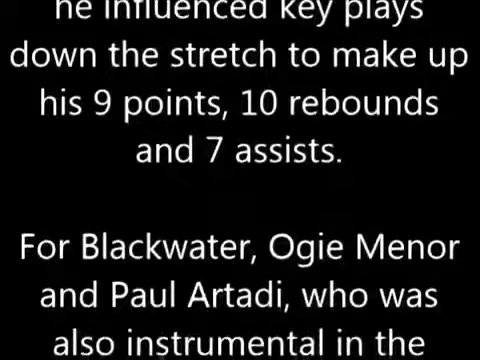 he influenced key plays
down the stretch to make up
his 9 points, 10 rebounds
and 7 assists.
For Blackwater, Ogie Menor
and Paul Artadi, who was
also instrumental in the